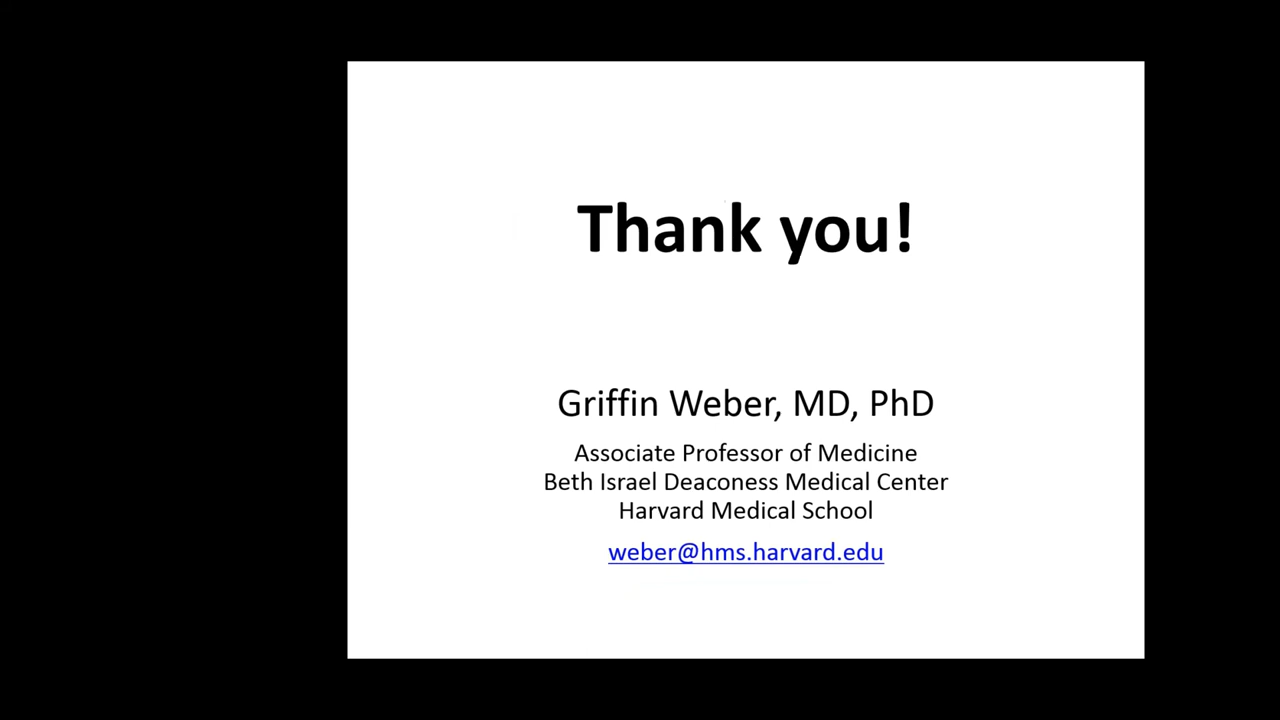 Thank you!
Griffin Weber, MD, PhD
Associate Professor of Medicine
Beth Israel Deaconess Medical Center
Harvard Medical School
weber@hms.harvard.edu